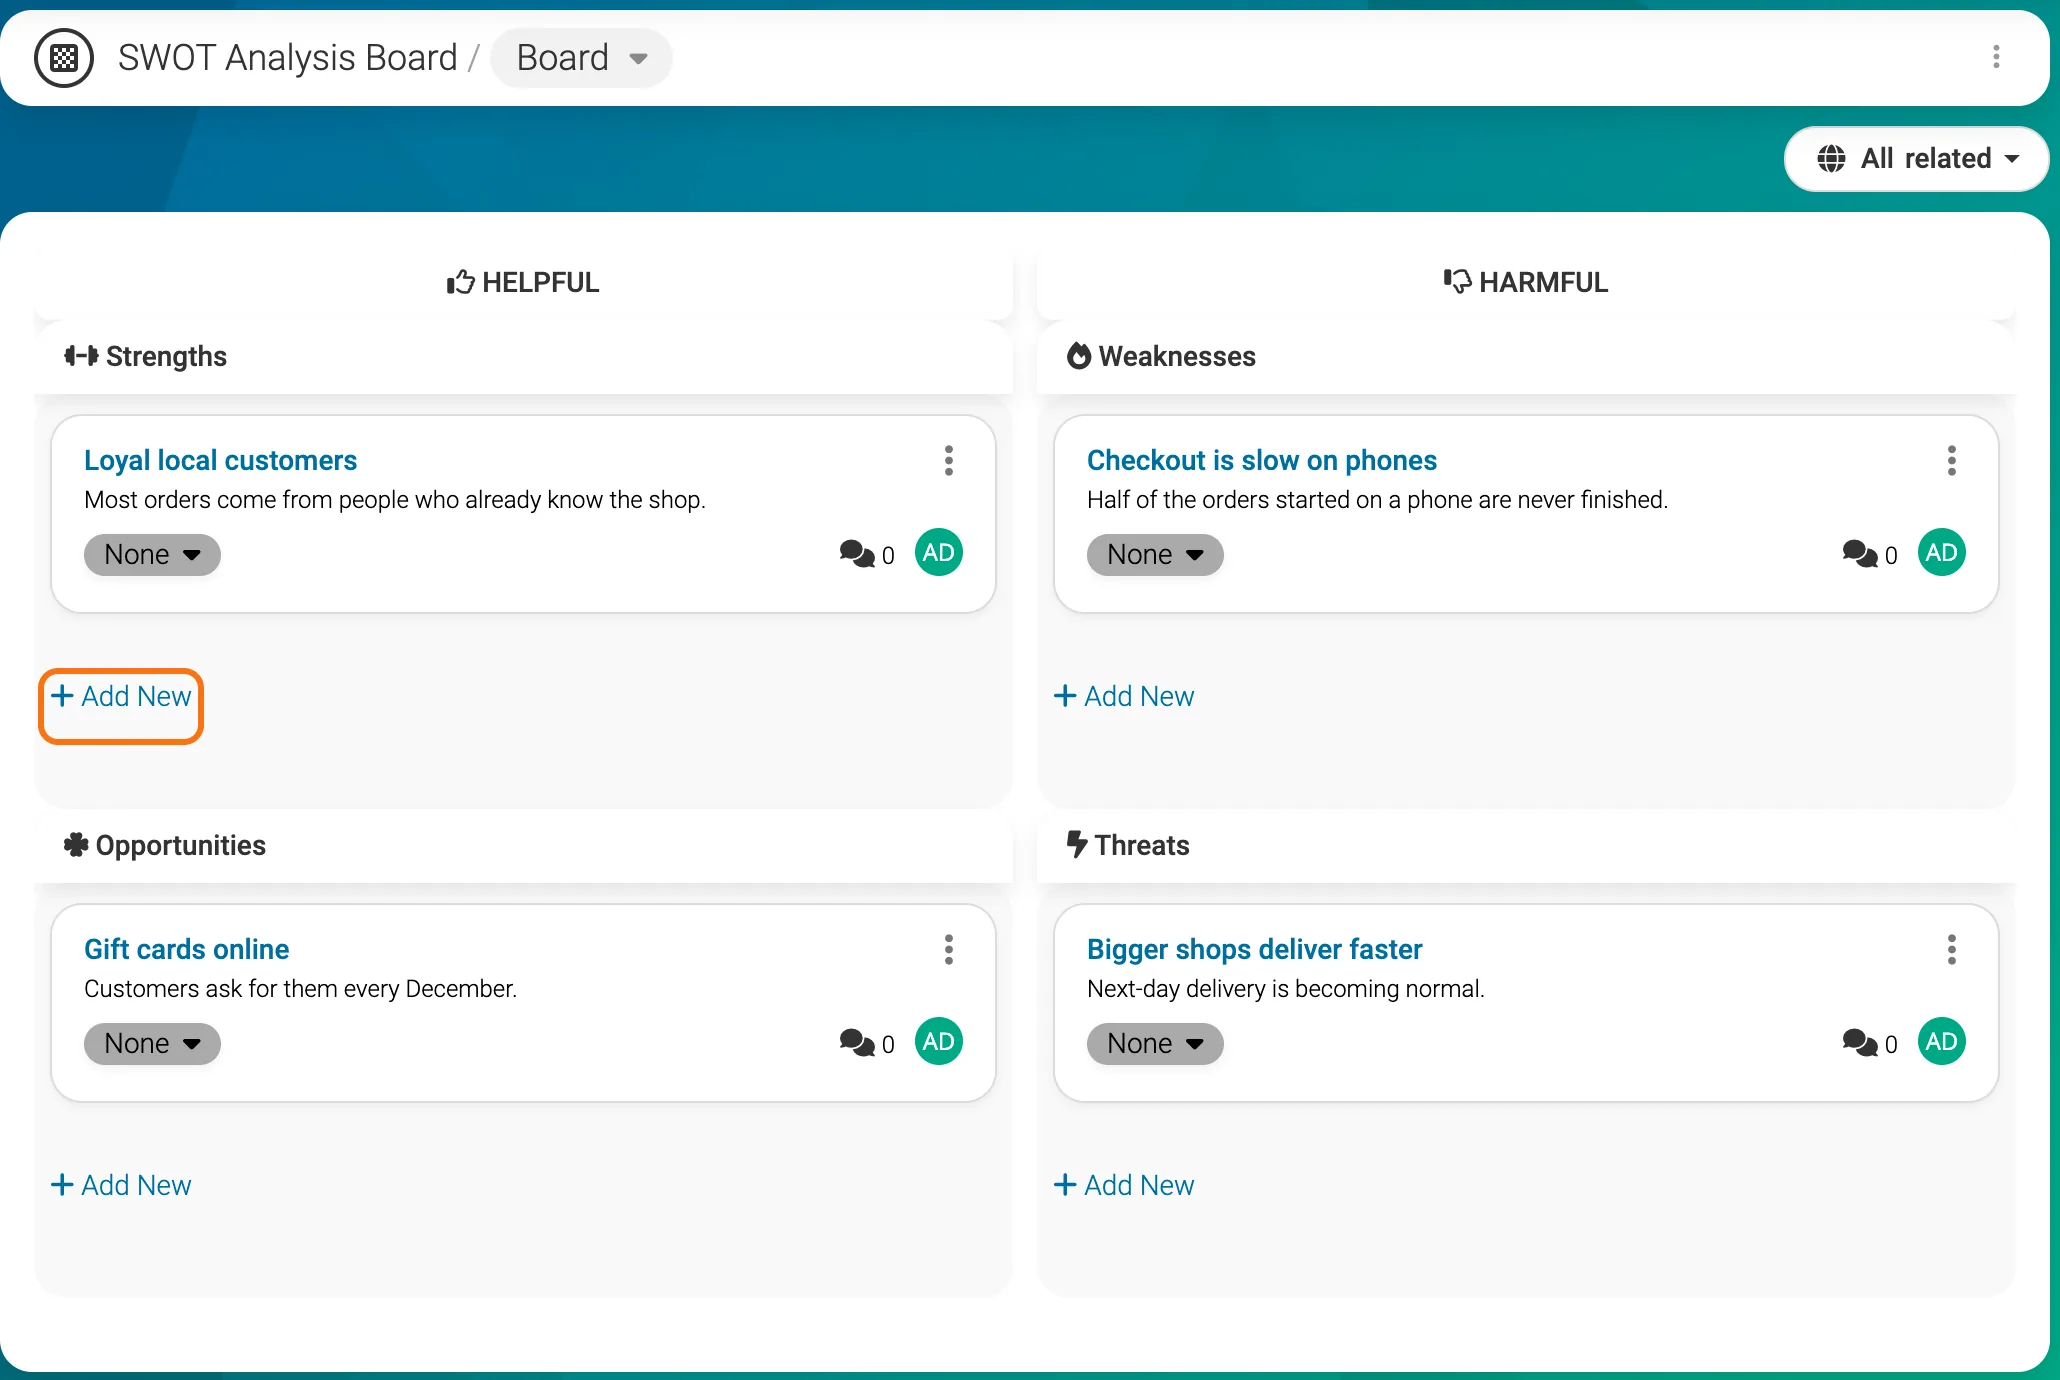 SWOT Analysis Board / Board
All related
HELPFUL
HARMFUL
Strengths
Weaknesses
Loyal local customers
Most orders come from people who already know the shop.
None
0 AD
Checkout is slow on phones
Half of the orders started on a phone are never finished.
None
0 AD
+ Add New
+ Add New
Opportunities
Threats
Gift cards online
Customers ask for them every December.
None
0 AD
Bigger shops deliver faster
Next-day delivery is becoming normal.
None
0 AD
+ Add New
+ Add New